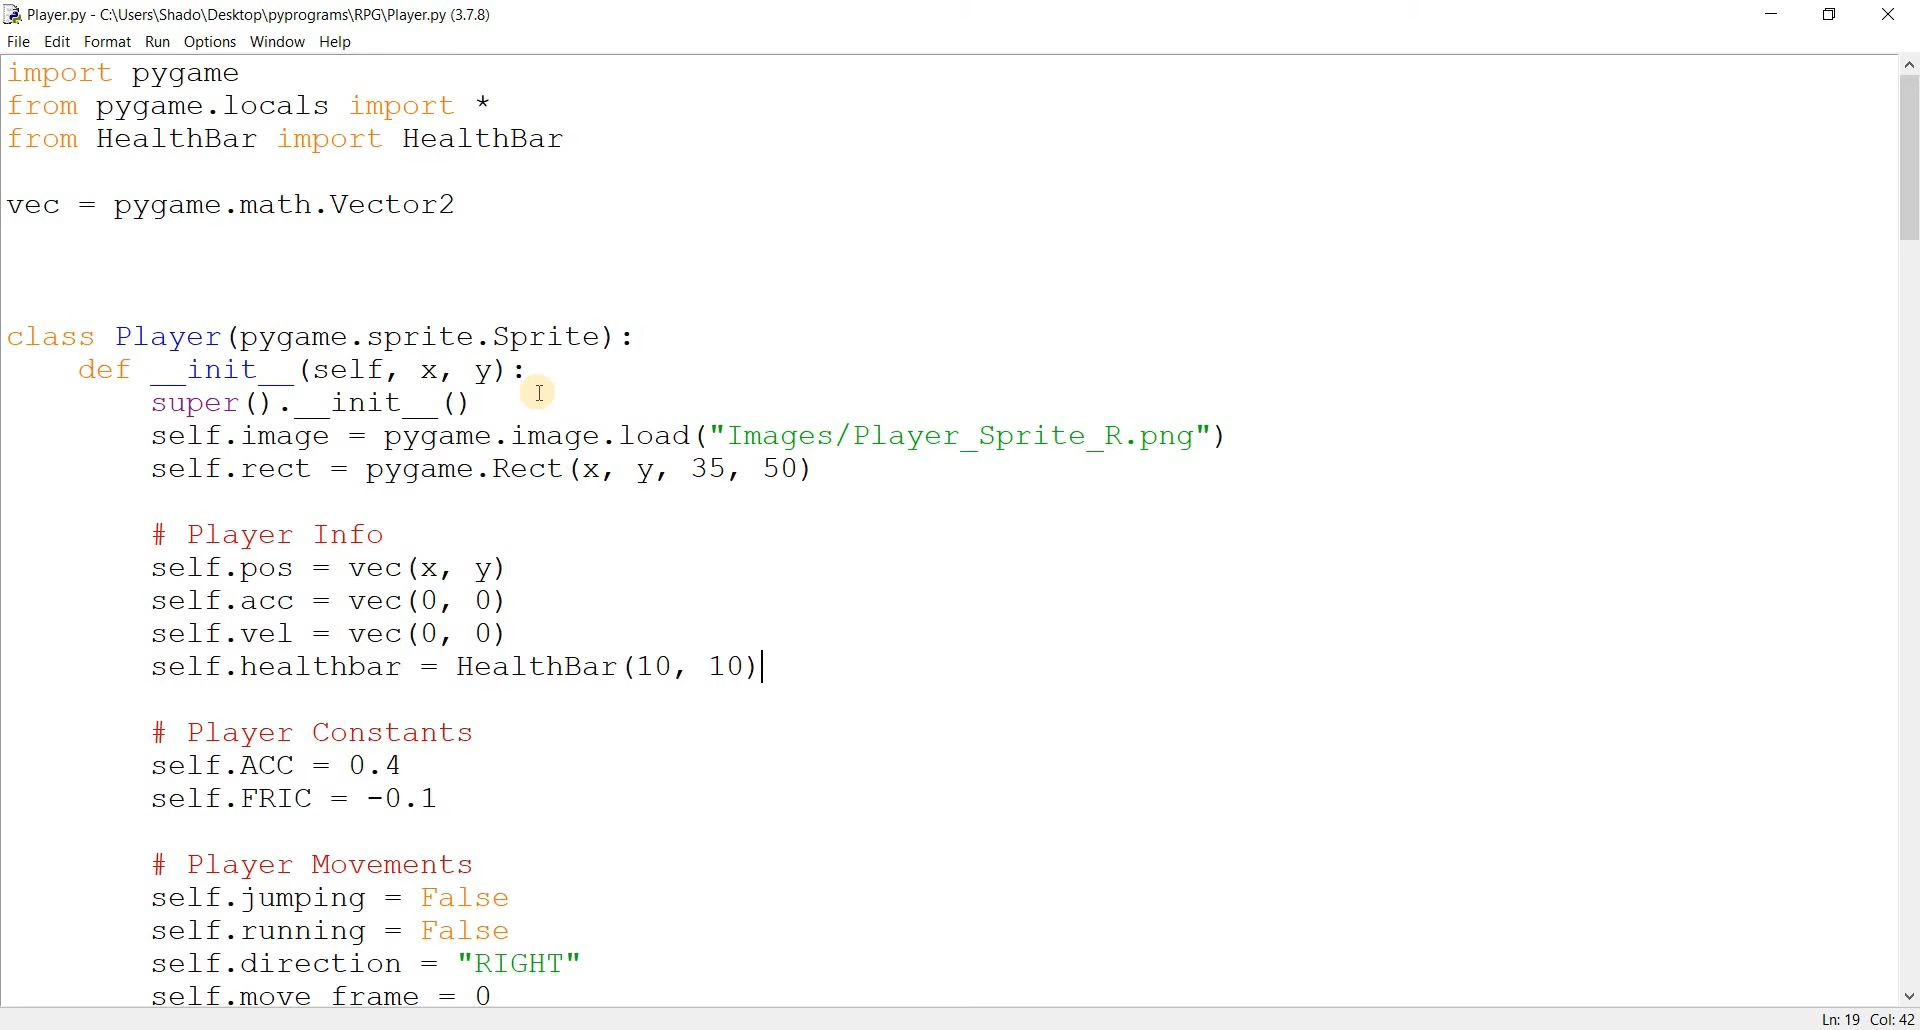 Player.py - C:\Users\Shado\Desktop\pyprograms\RPG\Player.py (3.7.8)
File Edit Format Run Options Window Help
import pygame
from pygame.locals import *
from HealthBar import HealthBar
vec = pygame.math.Vector2
class Player(pygame.sprite.Sprite):
    def __init__(self, x, y):
        super().__init__()
        self.image = pygame.image.load("Images/Player_Sprite_R.png")
        self.rect = pygame.Rect(x, y, 35, 50)
        # Player Info
        self.pos = vec(x, y)
        self.acc = vec(0, 0)
        self.vel = vec(0, 0)
        self.healthbar = HealthBar(10, 10)
        # Player Constants
        self.ACC = 0.4
        self.FRIC = -0.1
        # Player Movements
        self.jumping = False
        self.running = False
        self.direction = "RIGHT"
        self.move_frame = 0
Ln: 19 Col: 42